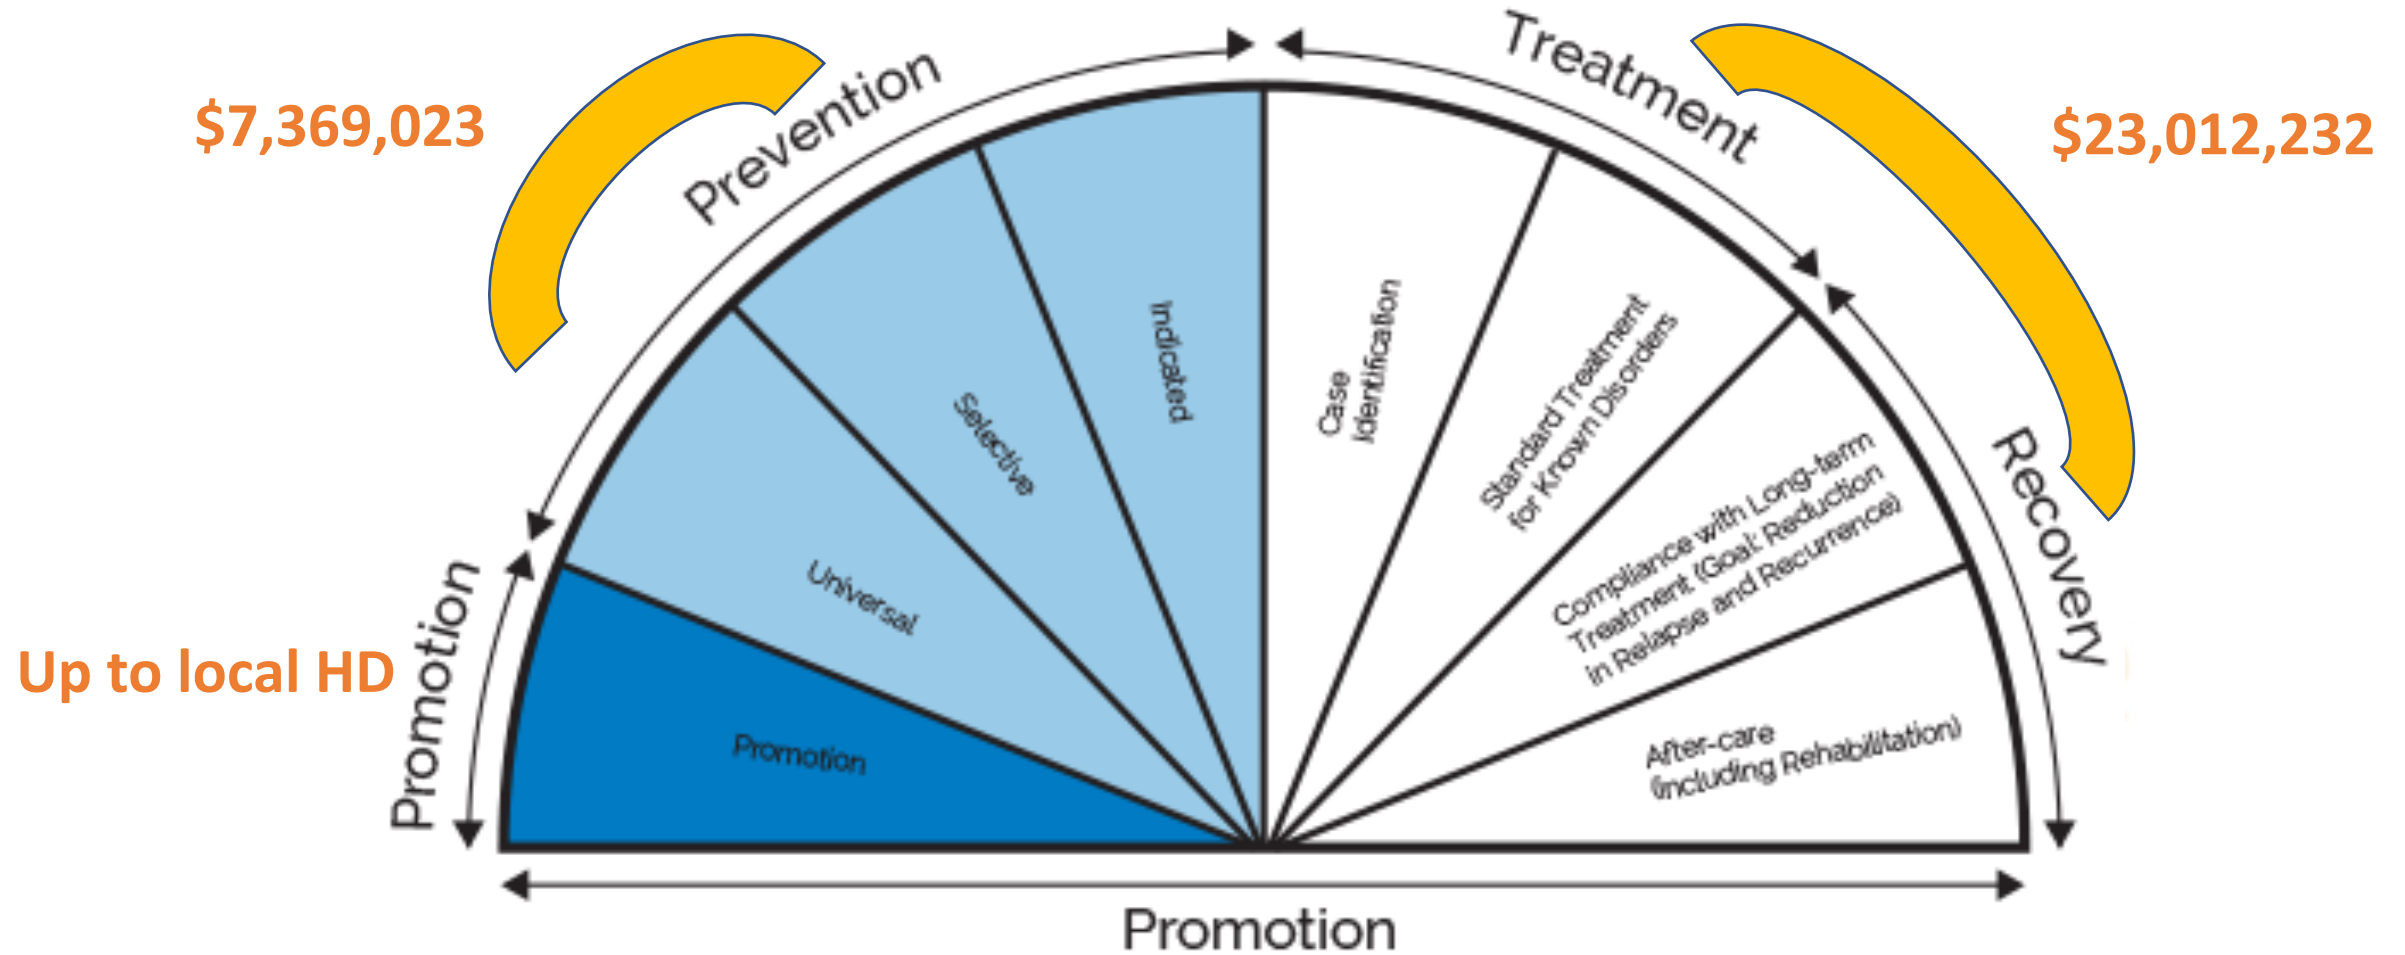 Treatment
Prevention
$7,369,023
$23,012,232
Indicated
Case
Identification
Standard Treatment
for Known Disorders
Selective
Compliance with Long-term
Treatment (Goal: Reduction
in Relapse and Recurrence)
Recovery
Universal
Up to local HD
Promotion
Promotion
After-care
(including Rehabilitation)
Promotion